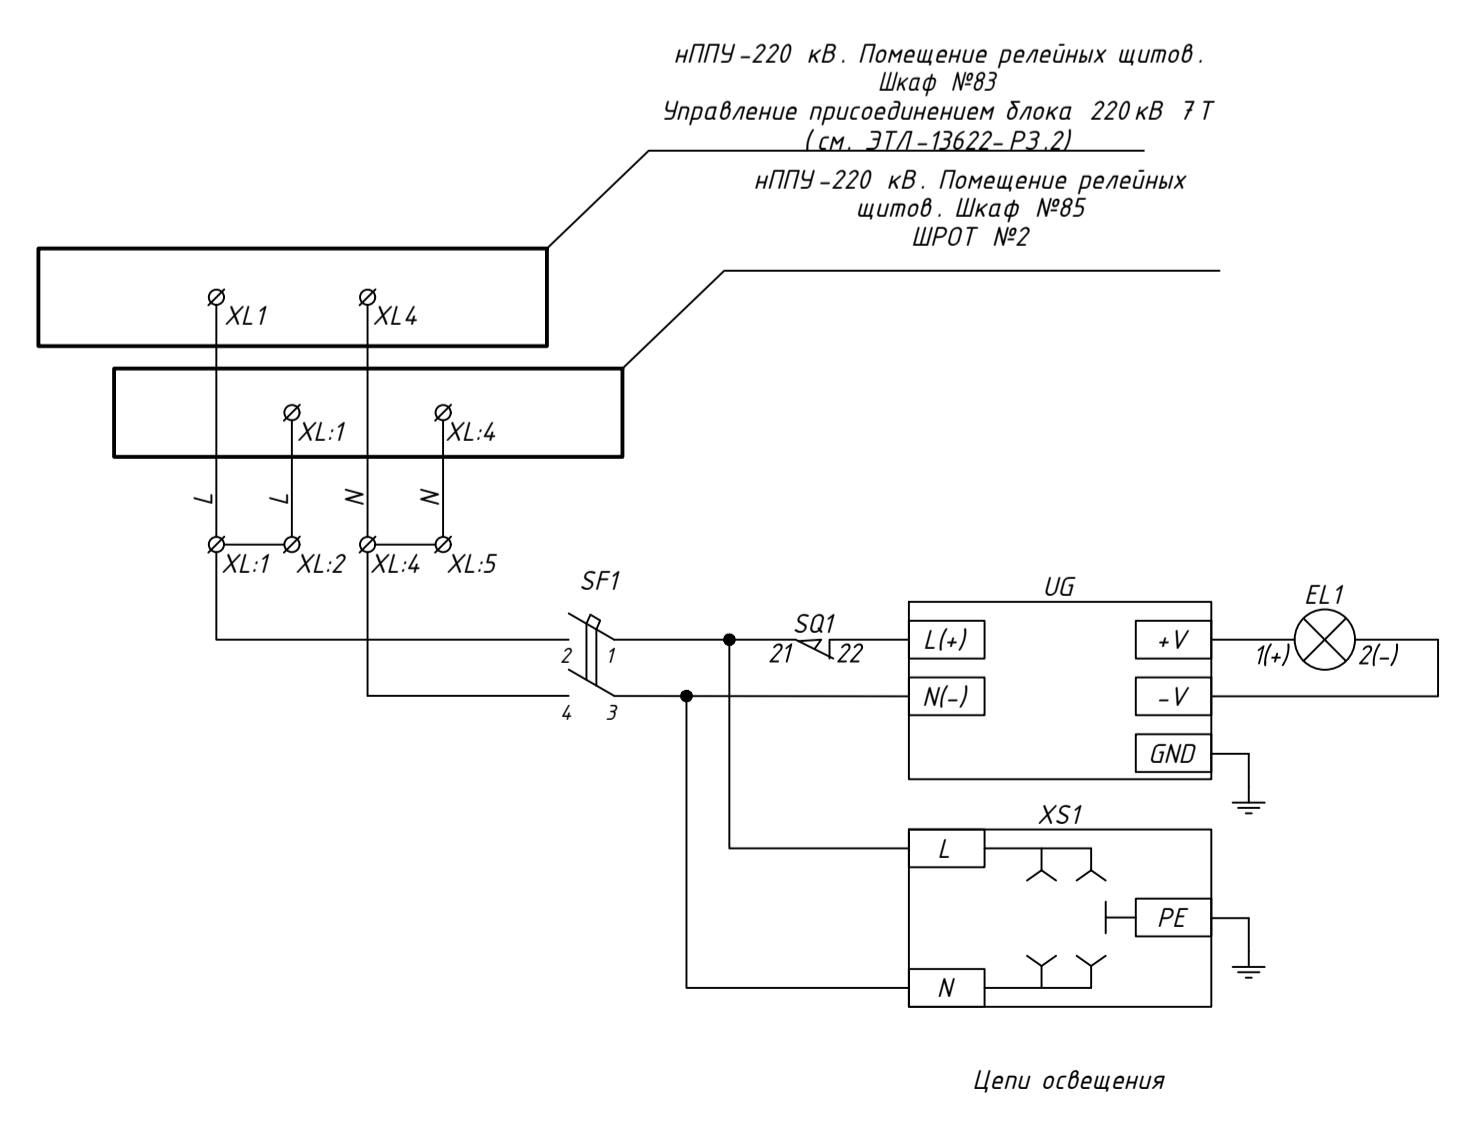 нППУ-220 кВ. Помещение релейных щитов.
Шкаф №83
Управление присоединением блока 220кВ 7Т
(см. ЭТЛ-13622-РЗ.2)
нППУ-220 кВ. Помещение релейных
щитов. Шкаф №85
ШРОТ №2
XL1
XL4
XL:1
XL:4
L
L
N
N
XL:1
XL:2
XL:4
XL:5
SF1
2
1
4
3
SQ1
21
22
UG
L(+)
N(-)
+V
-V
GND
EL1
1(+)
2(-)
XS1
L
PE
N
Цепи освещения